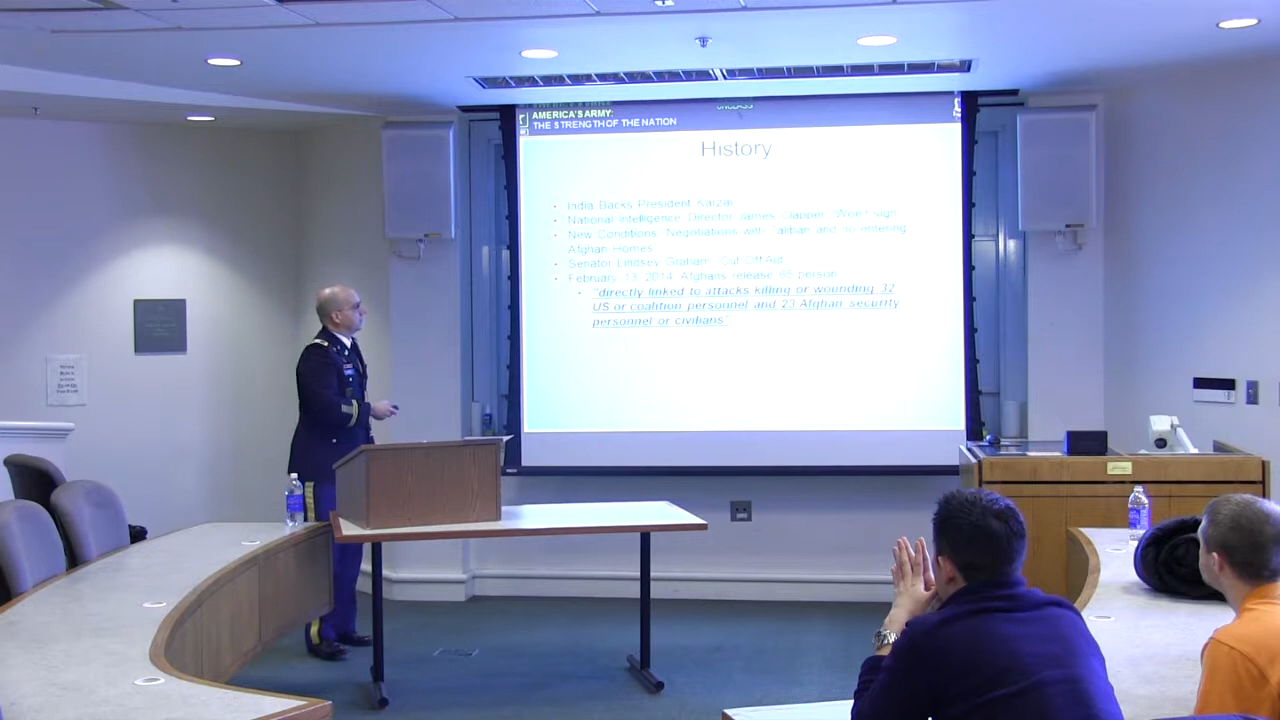 UNCLASS
AMERICA'S ARMY:
THE STRENGTH OF THE NATION
History
• India Backs President Karzai
• National Intelligence Director James Clapper: Won't sign
• New Conditions: Negotiations with Taliban and no entering
Afghan Homes
• Senator Lindsey Graham: Cut-Off Aid
• February 13, 2014 Afghans release 65 person
• "directly linked to attacks killing or wounding 32
US or coalition personnel and 23 Afghan security
personnel or civilians"